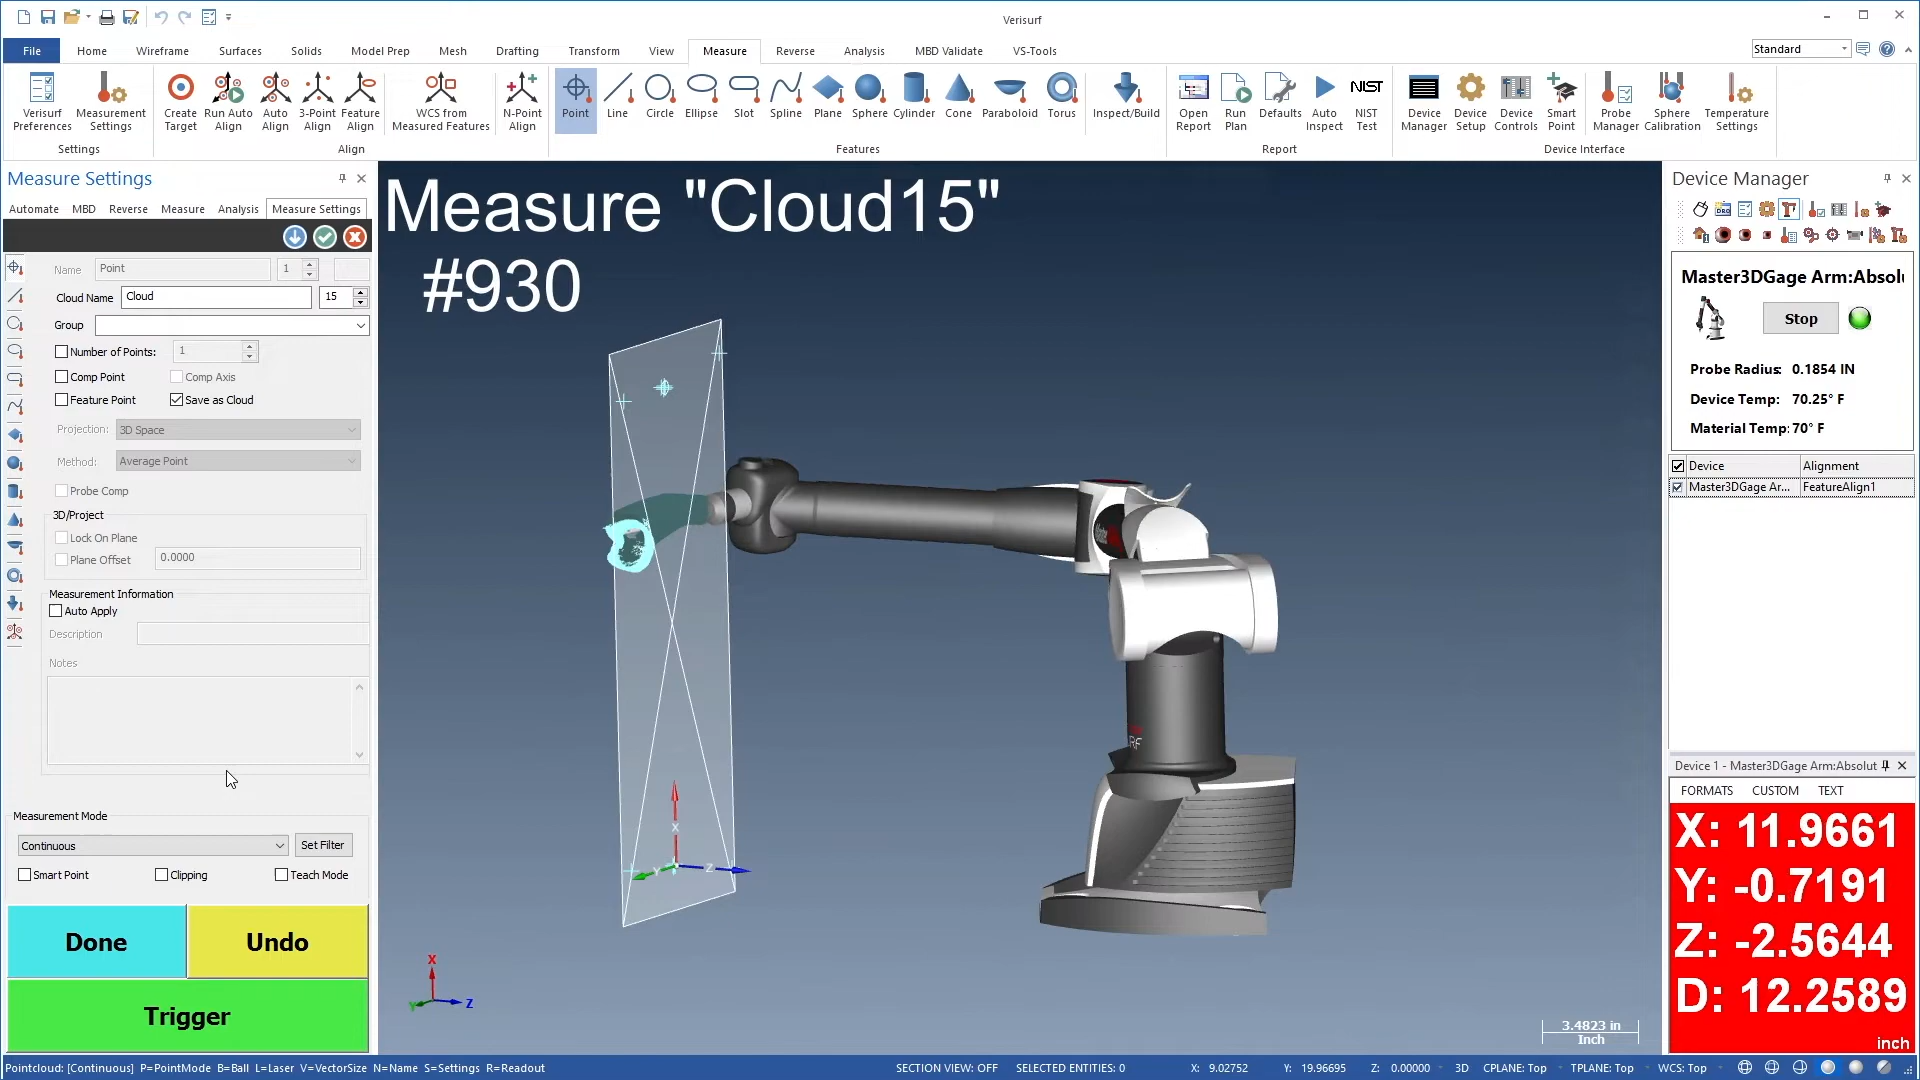 Verisurf
File Home Wireframe Surfaces Solids Model Prep Mesh Drafting Transform View Measure Reverse Analysis MBD Validate VS-Tools
Standard
Verisurf Preferences
Measurement Settings
Settings
Create Target
Run Auto Align
Auto Align
3-Point Align
Feature Align
WCS from Measured Features
N-Point Align
Align
Point Line Circle Ellipse Slot Spline Plane Sphere Cylinder Cone Paraboloid Torus Inspect/Build
Features
Open Report
Run Plan
Defaults
Auto Inspect
NIST
NIST Test
Report
Device Manager
Device Setup
Device Controls
Smart Point
Probe Manager
Sphere Calibration
Temperature Settings
Device Interface
Measure Settings
Automate MBD Reverse Measure Analysis Measure Settings
Name Point 1
Cloud Name Cloud 15
Group
Number of Points: 1
Comp Point Comp Axis
Feature Point Save as Cloud
Projection: 3D Space
Method: Average Point
Probe Comp
3D/Project
Lock On Plane
Plane Offset 0.0000
Measurement Information
Auto Apply
Description
Notes
Measurement Mode
Continuous Set Filter
Smart Point Clipping Teach Mode
Done Undo
Trigger
Measure "Cloud15"
#930
X
Y Z
X
Y Z
3.4823 in
Inch
Device Manager
DRO
Master3DGage Arm:Absolu
Stop
Probe Radius: 0.1854 IN
Device Temp: 70.25° F
Material Temp: 70° F
Device Alignment
Master3DGage Ar... FeatureAlign1
Device 1 - Master3DGage Arm:Absolut
FORMATS CUSTOM TEXT
X: 11.9661
Y: -0.7191
Z: -2.5644
D: 12.2589
inch
Pointcloud: [Continuous] P=PointMode B=Ball L=Laser V=VectorSize N=Name S=Settings R=Readout
SECTION VIEW: OFF SELECTED ENTITIES: 0 X: 9.02752 Y: 19.96695 Z: 0.00000 3D CPLANE: Top TPLANE: Top WCS: Top